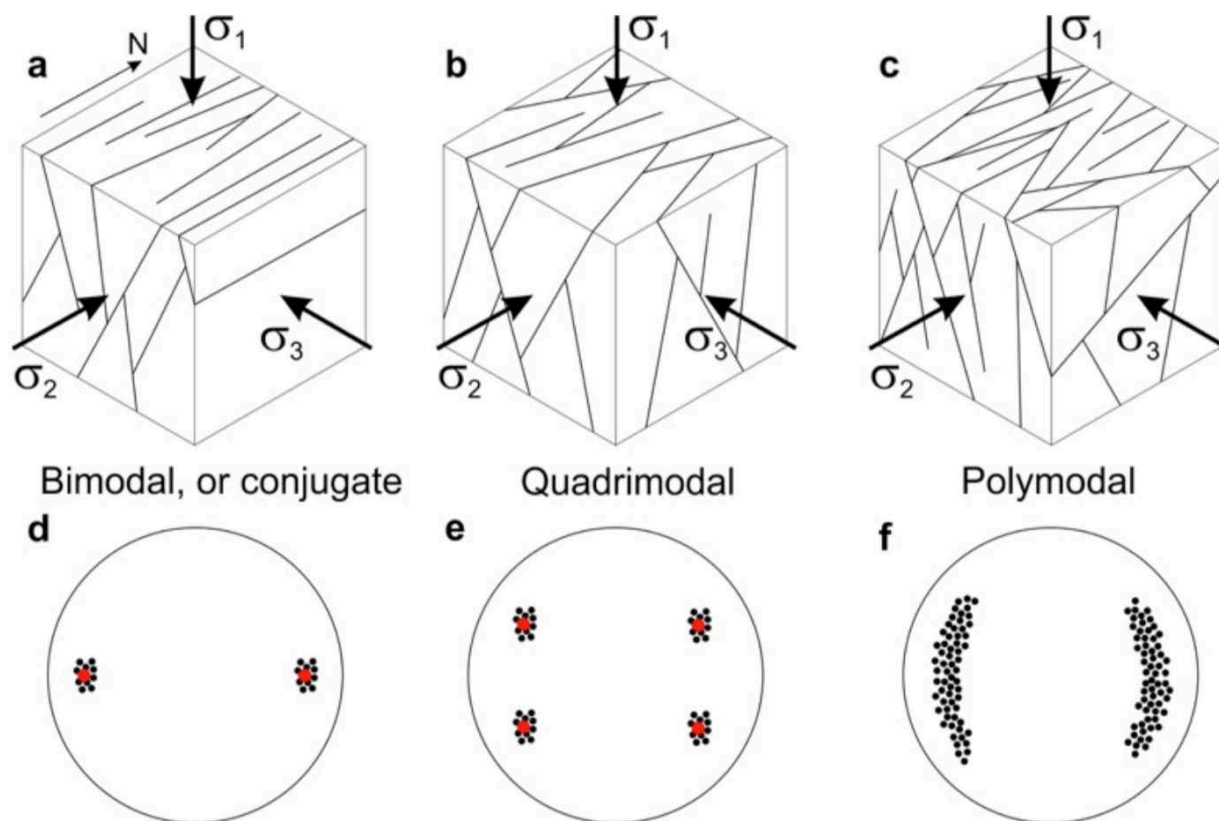 a
N
σ1
σ2
σ3
b
σ1
σ2
σ3
c
σ1
σ2
σ3
Bimodal, or conjugate
Quadrimodal
Polymodal
d
e
f